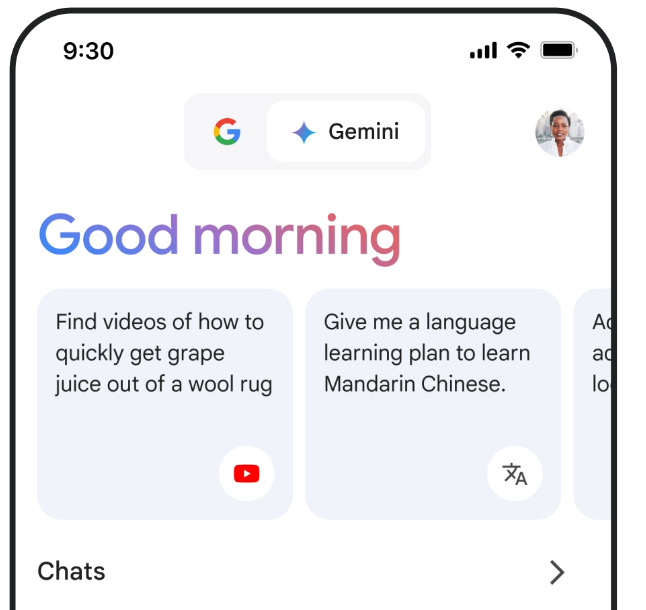 9:30
Gemini
Good morning
Find videos of how to
quickly get grape
juice out of a wool rug
Give me a language
learning plan to learn
Mandarin Chinese.
Chats